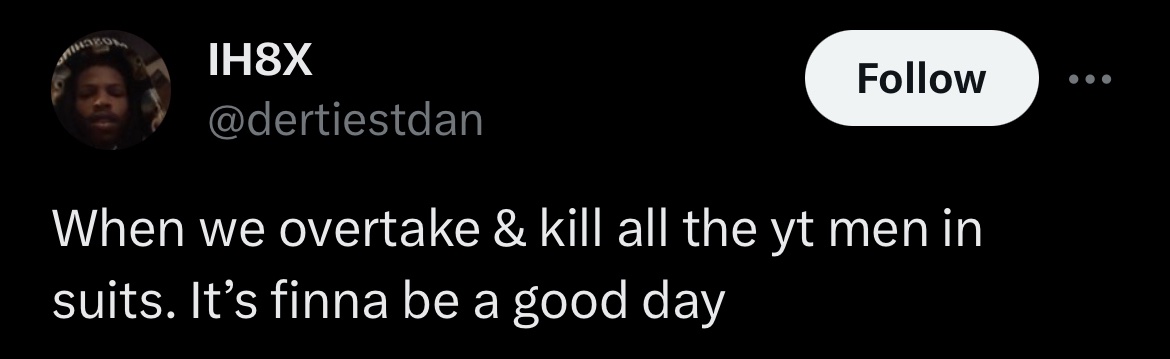 IH8X
@dertiestdan
Follow
When we overtake & kill all the yt men in
suits. It’s finna be a good day